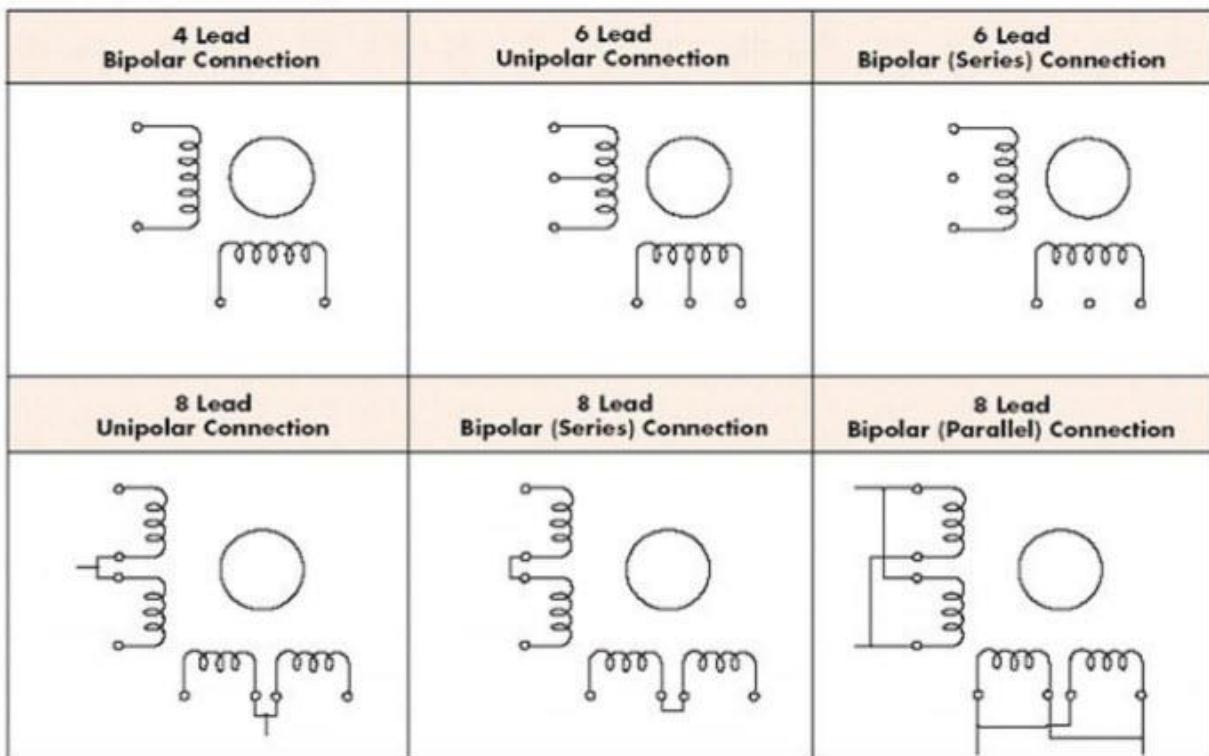 4 Lead
Bipolar Connection
6 Lead
Unipolar Connection
6 Lead
Bipolar (Series) Connection
8 Lead
Unipolar Connection
8 Lead
Bipolar (Series) Connection
8 Lead
Bipolar (Parallel) Connection